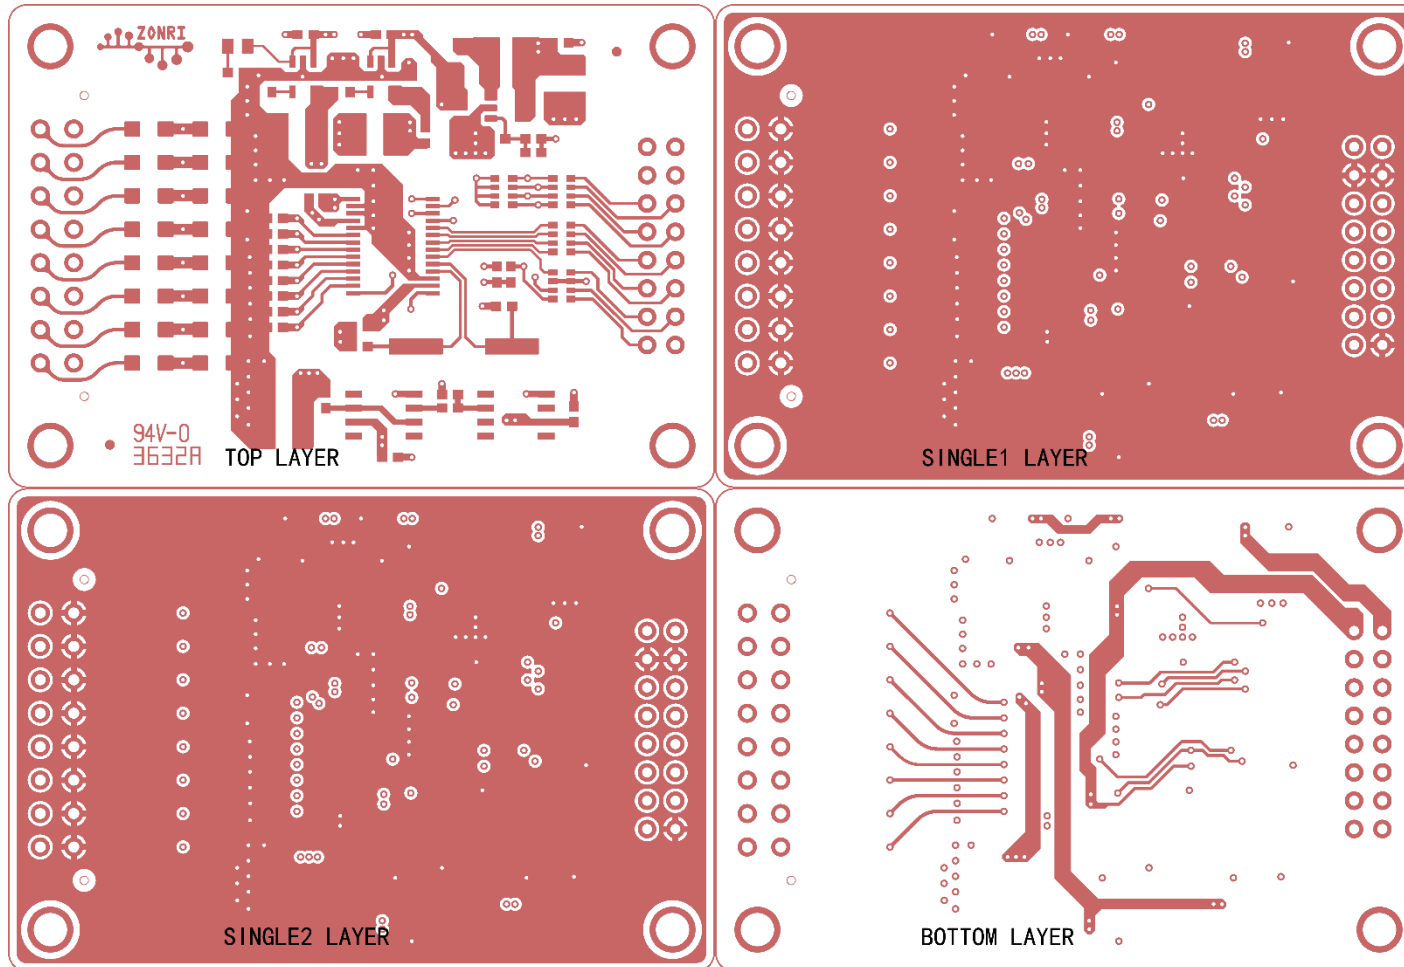 ZONRI
94V-0
3632A
TOP LAYER
SINGLE1 LAYER
SINGLE2 LAYER
BOTTOM LAYER